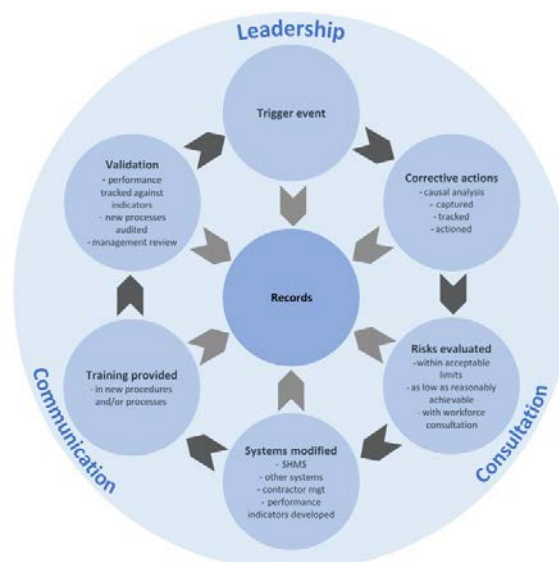 Leadership
Trigger event
Validation
- performance
tracked against
indicators
- new processes
audited
- management review
Corrective actions
- causal analysis
- captured
- tracked
- actioned
Records
Training provided
- in new procedures
and/or processes
Risks evaluated
-within acceptable
limits
- as low as reasonably
achievable
- with workforce
consultation
Systems modified
- SHMS
- other systems
- contractor mgt
- performance
indicators developed
Communication
Consultation